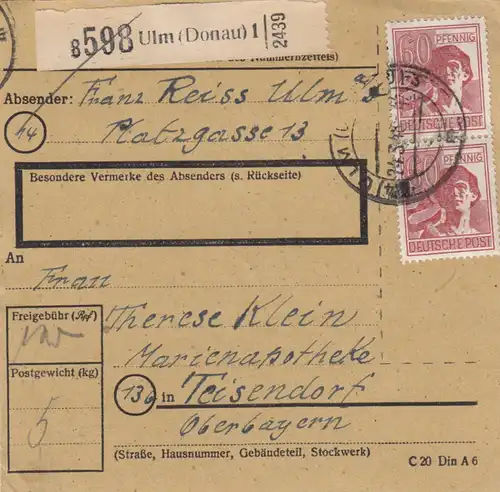 8598 Ulm (Donau) 1 2439
Absender: Franz Reiss Ulm
14 Platzgasse 13
Besondere Vermerke des Absenders (s. Rückseite)
60 PFENNIG
DEUTSCHE POST
DEUTSCHE POST
An
Frau
Therese Klein
Marienapotheke
13b in Teisendorf
Oberbayern
(Straße, Hausnummer, Gebäudeteil, Stockwerk)
Freigebühr (Rpf)
Postgewicht (kg)
5
C 20 Din A 6